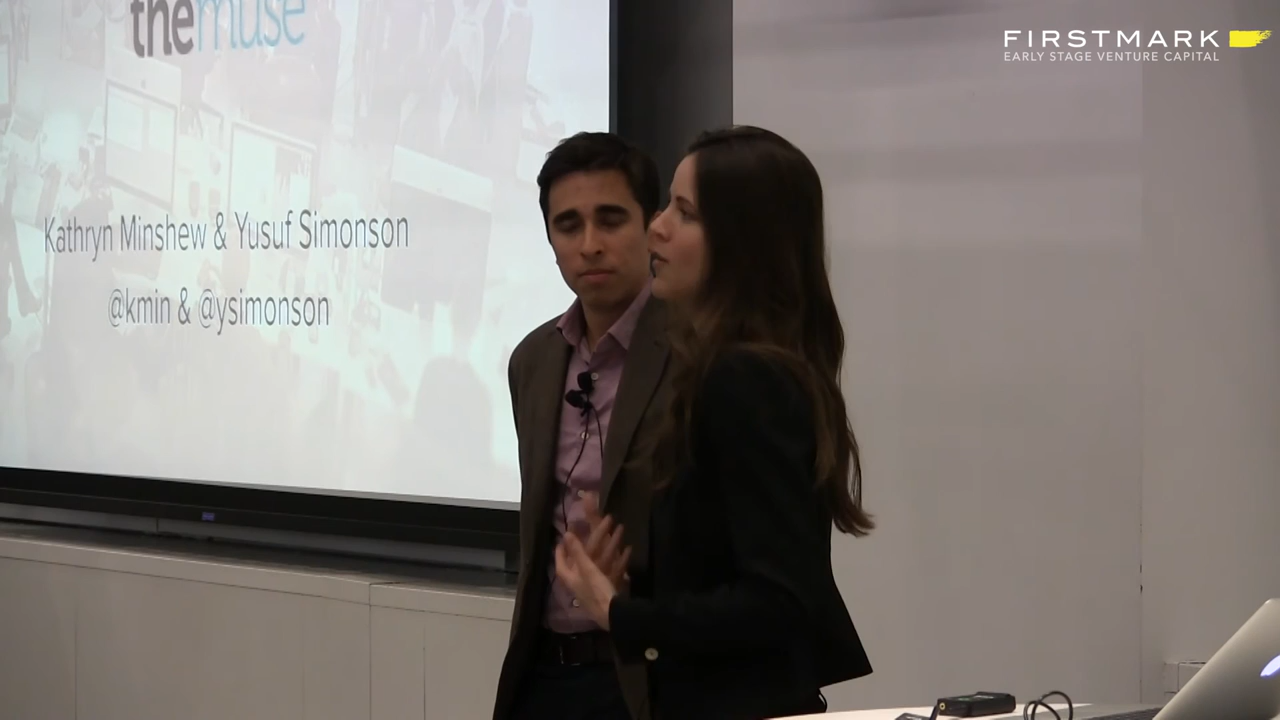 themuse
Kathryn Minshew & Yusuf Simonson
@kmin & @ysimonson
FIRSTMARK
EARLY STAGE VENTURE CAPITAL